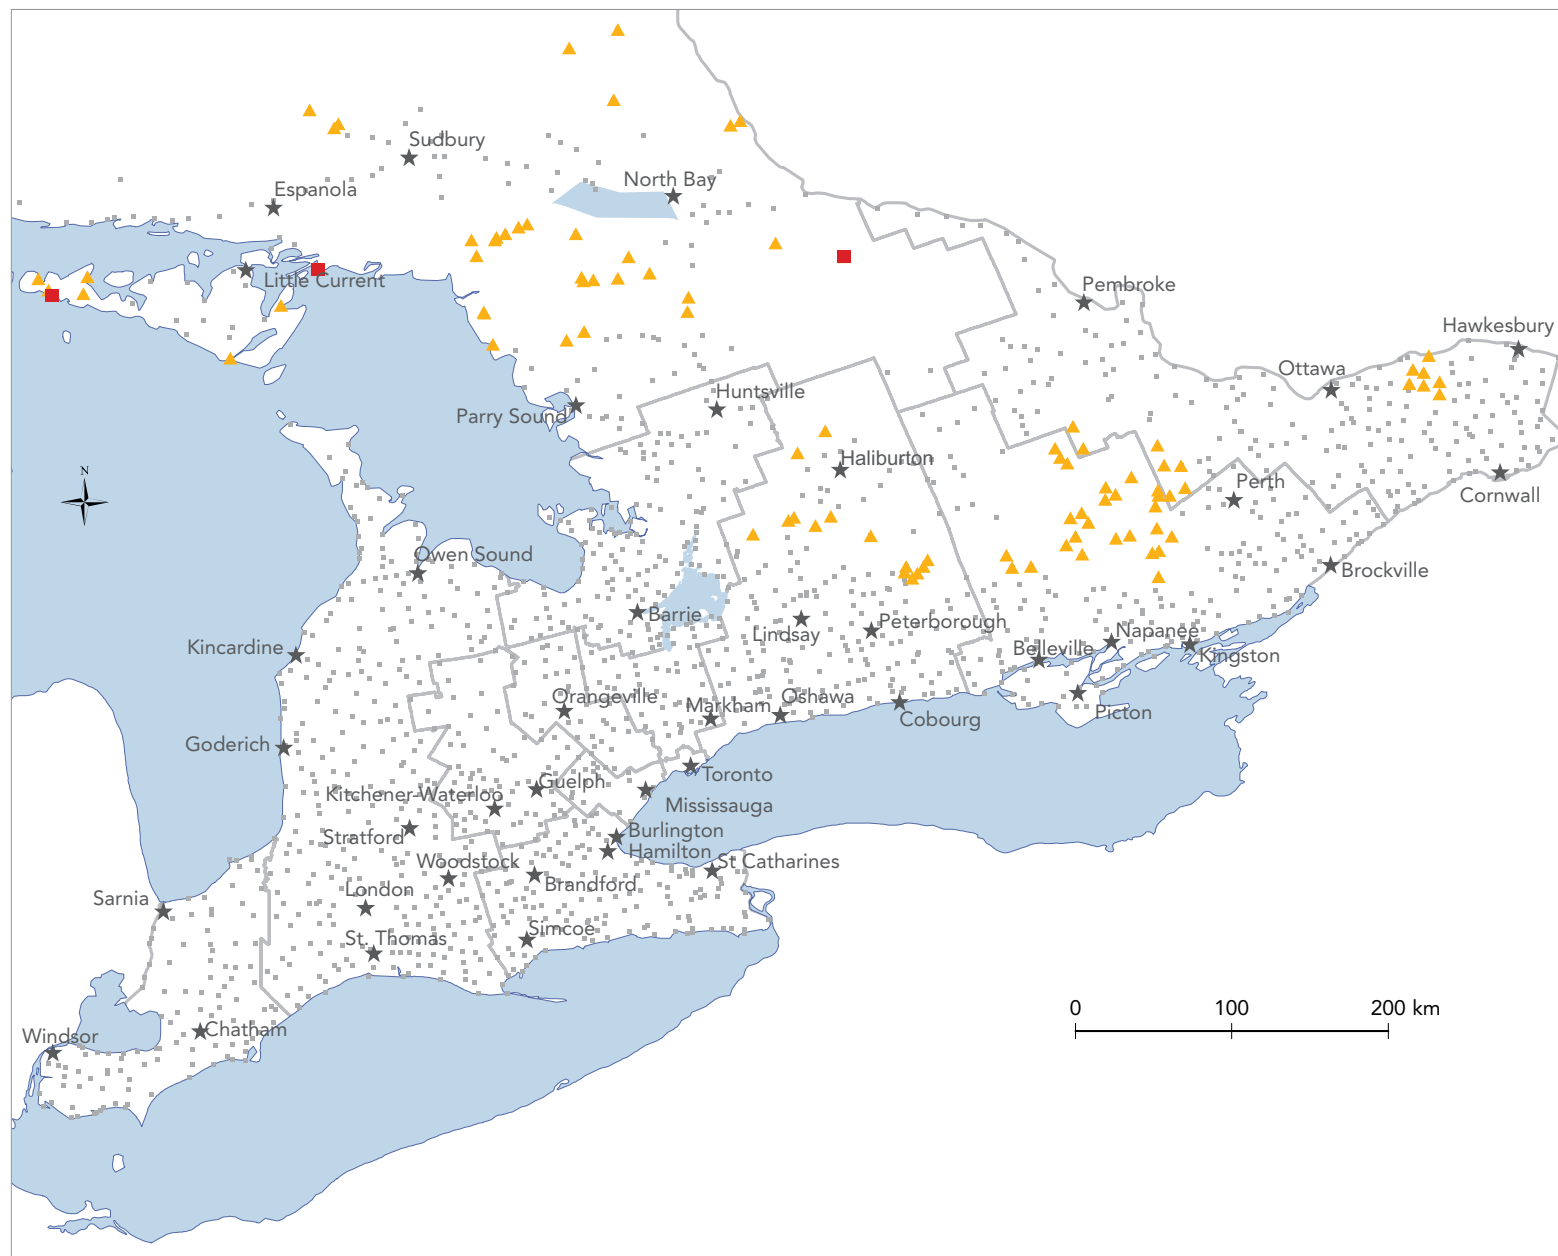 Sudbury
North Bay
Espanola
Little Current
Pembroke
Hawkesbury
Ottawa
Huntsville
Parry Sound
Haliburton
N
Perth
Cornwall
Owen Sound
Brockville
Barrie
Lindsay
Peterborough
Napanee
Belleville
Kingston
Kincardine
Orangeville
Markham
Oshawa
Cobourg
Picton
Goderich
Toronto
Guelph
Kitchener-Waterloo
Mississauga
Stratford
Burlington
Hamilton
Woodstock
St Catharines
London
Brandford
Sarnia
Simcoe
St. Thomas
0 100 200 km
Chatham
Windsor